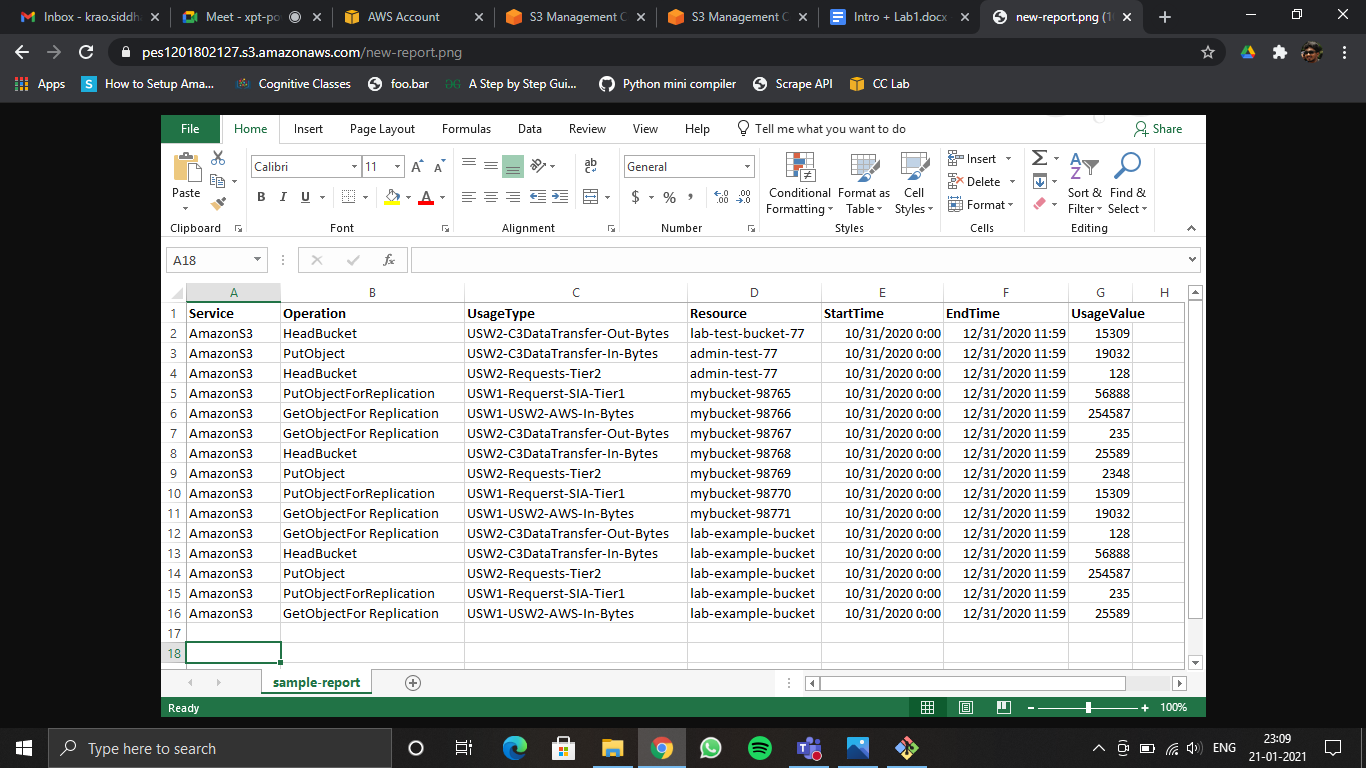 Inbox - krao.siddh
Meet - xpt-po
AWS Account
S3 Management C
S3 Management C
Intro + Lab1.docx
new-report.png (1
pes1201802127.s3.amazonaws.com/new-report.png
Apps
How to Setup Ama...
Cognitive Classes
foo.bar
A Step by Step Gui...
Python mini compiler
Scrape API
CC Lab
File Home Insert Page Layout Formulas Data Review View Help Tell me what you want to do Share
Calibri 11 General
Paste
B I U
Conditional Formatting
Format as Table
Cell Styles
Insert
Delete
Format
Sort & Filter
Find & Select
Clipboard Font Alignment Number Styles Cells Editing
A18 fx
A B C D E F G H
1 Service Operation UsageType Resource StartTime EndTime UsageValue
2 AmazonS3 HeadBucket USW2-C3DataTransfer-Out-Bytes lab-test-bucket-77 10/31/2020 0:00 12/31/2020 11:59 15309
3 AmazonS3 PutObject USW2-C3DataTransfer-In-Bytes admin-test-77 10/31/2020 0:00 12/31/2020 11:59 19032
4 AmazonS3 HeadBucket USW2-Requests-Tier2 admin-test-77 10/31/2020 0:00 12/31/2020 11:59 128
5 AmazonS3 PutObjectForReplication USW1-Requerst-SIA-Tier1 mybucket-98765 10/31/2020 0:00 12/31/2020 11:59 56888
6 AmazonS3 GetObjectFor Replication USW1-USW2-AWS-In-Bytes mybucket-98766 10/31/2020 0:00 12/31/2020 11:59 254587
7 AmazonS3 GetObjectFor Replication USW2-C3DataTransfer-Out-Bytes mybucket-98767 10/31/2020 0:00 12/31/2020 11:59 235
8 AmazonS3 HeadBucket USW2-C3DataTransfer-In-Bytes mybucket-98768 10/31/2020 0:00 12/31/2020 11:59 25589
9 AmazonS3 PutObject USW2-Requests-Tier2 mybucket-98769 10/31/2020 0:00 12/31/2020 11:59 2348
10 AmazonS3 PutObjectForReplication USW1-Requerst-SIA-Tier1 mybucket-98770 10/31/2020 0:00 12/31/2020 11:59 15309
11 AmazonS3 GetObjectFor Replication USW1-USW2-AWS-In-Bytes mybucket-98771 10/31/2020 0:00 12/31/2020 11:59 19032
12 AmazonS3 GetObjectFor Replication USW2-C3DataTransfer-Out-Bytes lab-example-bucket 10/31/2020 0:00 12/31/2020 11:59 128
13 AmazonS3 HeadBucket USW2-C3DataTransfer-In-Bytes lab-example-bucket 10/31/2020 0:00 12/31/2020 11:59 56888
14 AmazonS3 PutObject USW2-Requests-Tier2 lab-example-bucket 10/31/2020 0:00 12/31/2020 11:59 254587
15 AmazonS3 PutObjectForReplication USW1-Requerst-SIA-Tier1 lab-example-bucket 10/31/2020 0:00 12/31/2020 11:59 235
16 AmazonS3 GetObjectFor Replication USW1-USW2-AWS-In-Bytes lab-example-bucket 10/31/2020 0:00 12/31/2020 11:59 25589
17
18
sample-report
Ready 100%
Type here to search
ENG
23:09
21-01-2021